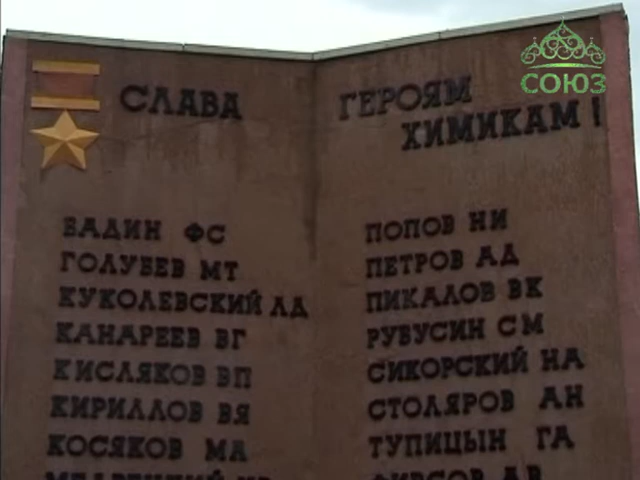 СОЮЗ
СЛАВА ГЕРОЯМ
ХИМИКАМ!
БАДИН ФС
ГОЛУБЕВ МТ
КУКОЛЕВСКИЙ ЛД
КАНАРЕЕВ ВГ
КИСЛЯКОВ ВП
КИРИЛЛОВ ВЯ
КОСЯКОВ МА
ПОПОВ НИ
ПЕТРОВ АД
ПИКАЛОВ ВК
РУБУСИН СМ
СИКОРСКИЙ НА
СТОЛЯРОВ АН
ТУПИЦЫН ГА